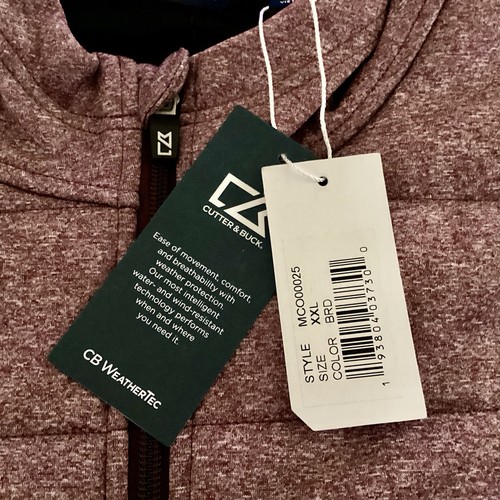 CUTTER & BUCK®
Ease of movement, comfort,
and breathability with
weather protection.
Our most intelligent
water- and wind-resistant
technology performs
when and where
you need it.
CB WEATHERTEC
STYLE MCO00025
SIZE XXL
COLOR BRD
1 93804 03730 0